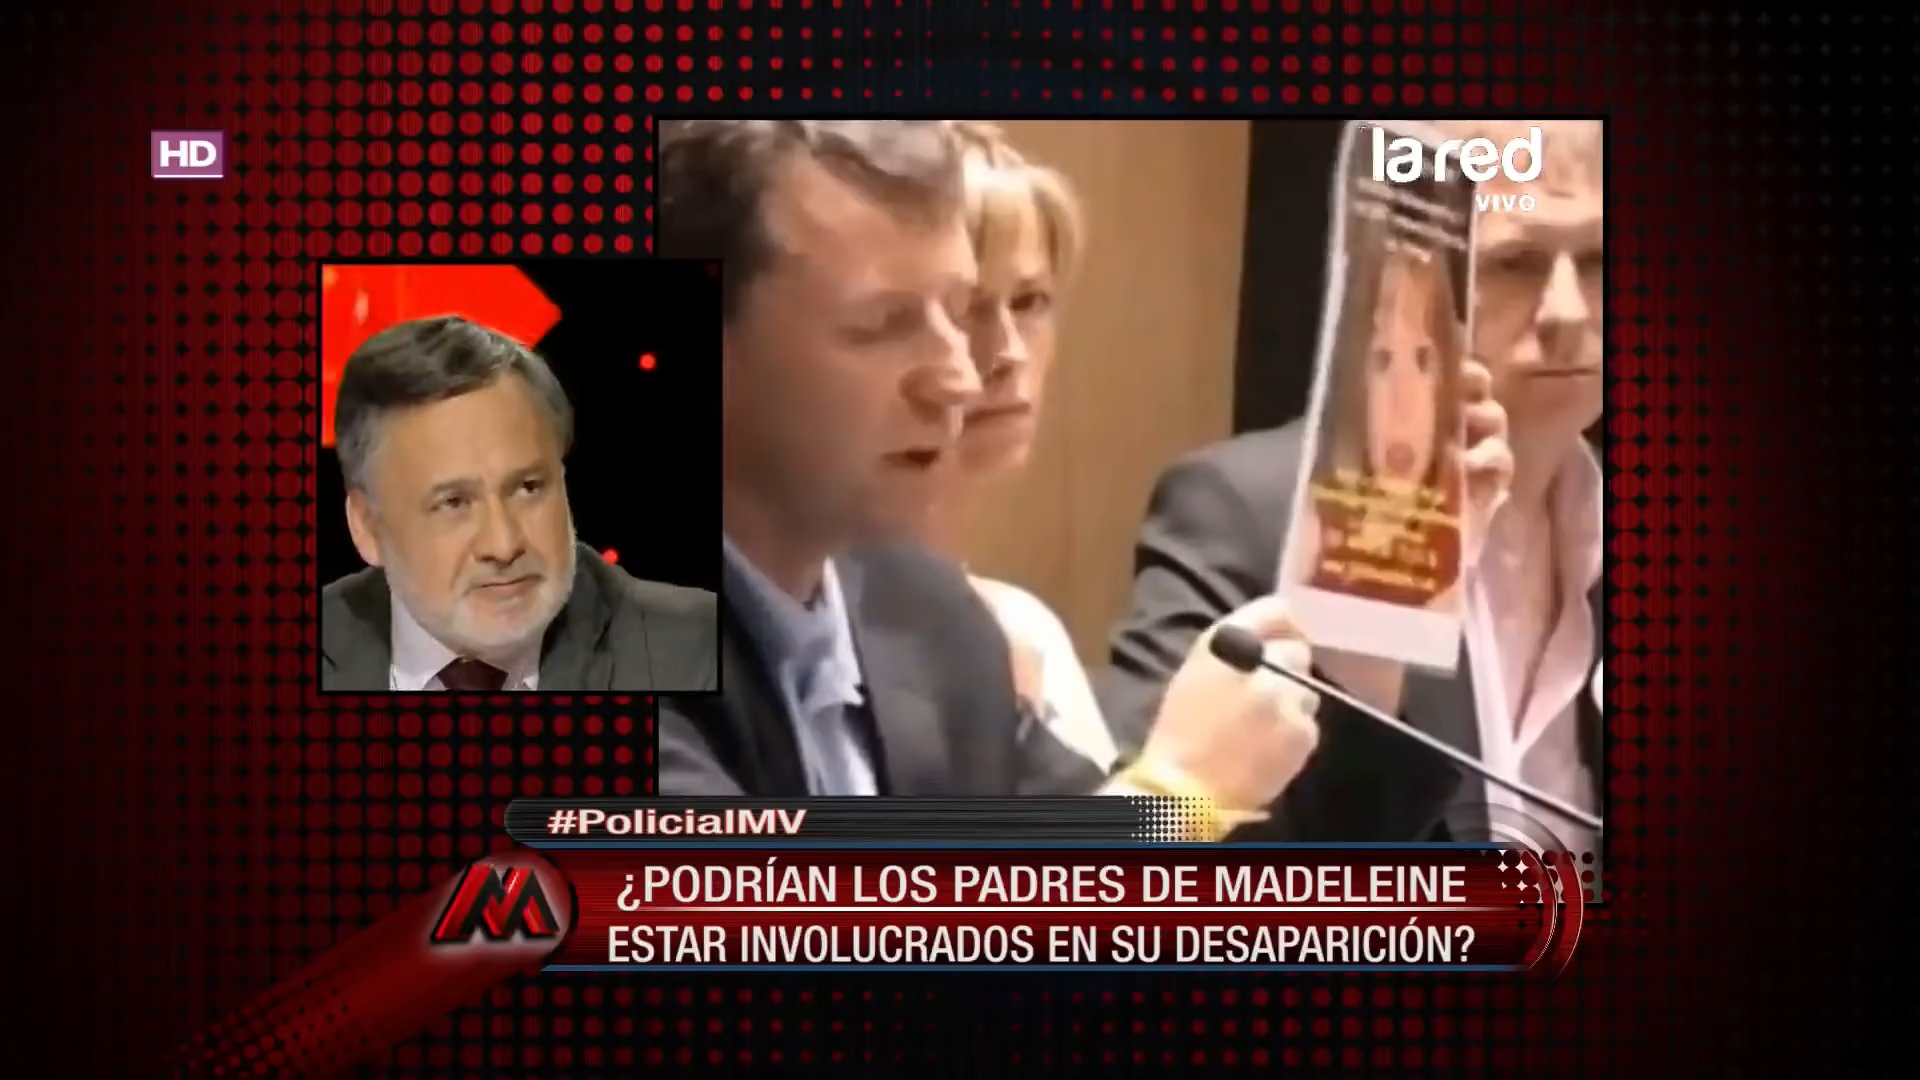 HD
la red
VIVO
#PolicialMV
¿PODRÍAN LOS PADRES DE MADELEINE
ESTAR INVOLUCRADOS EN SU DESAPARICIÓN?